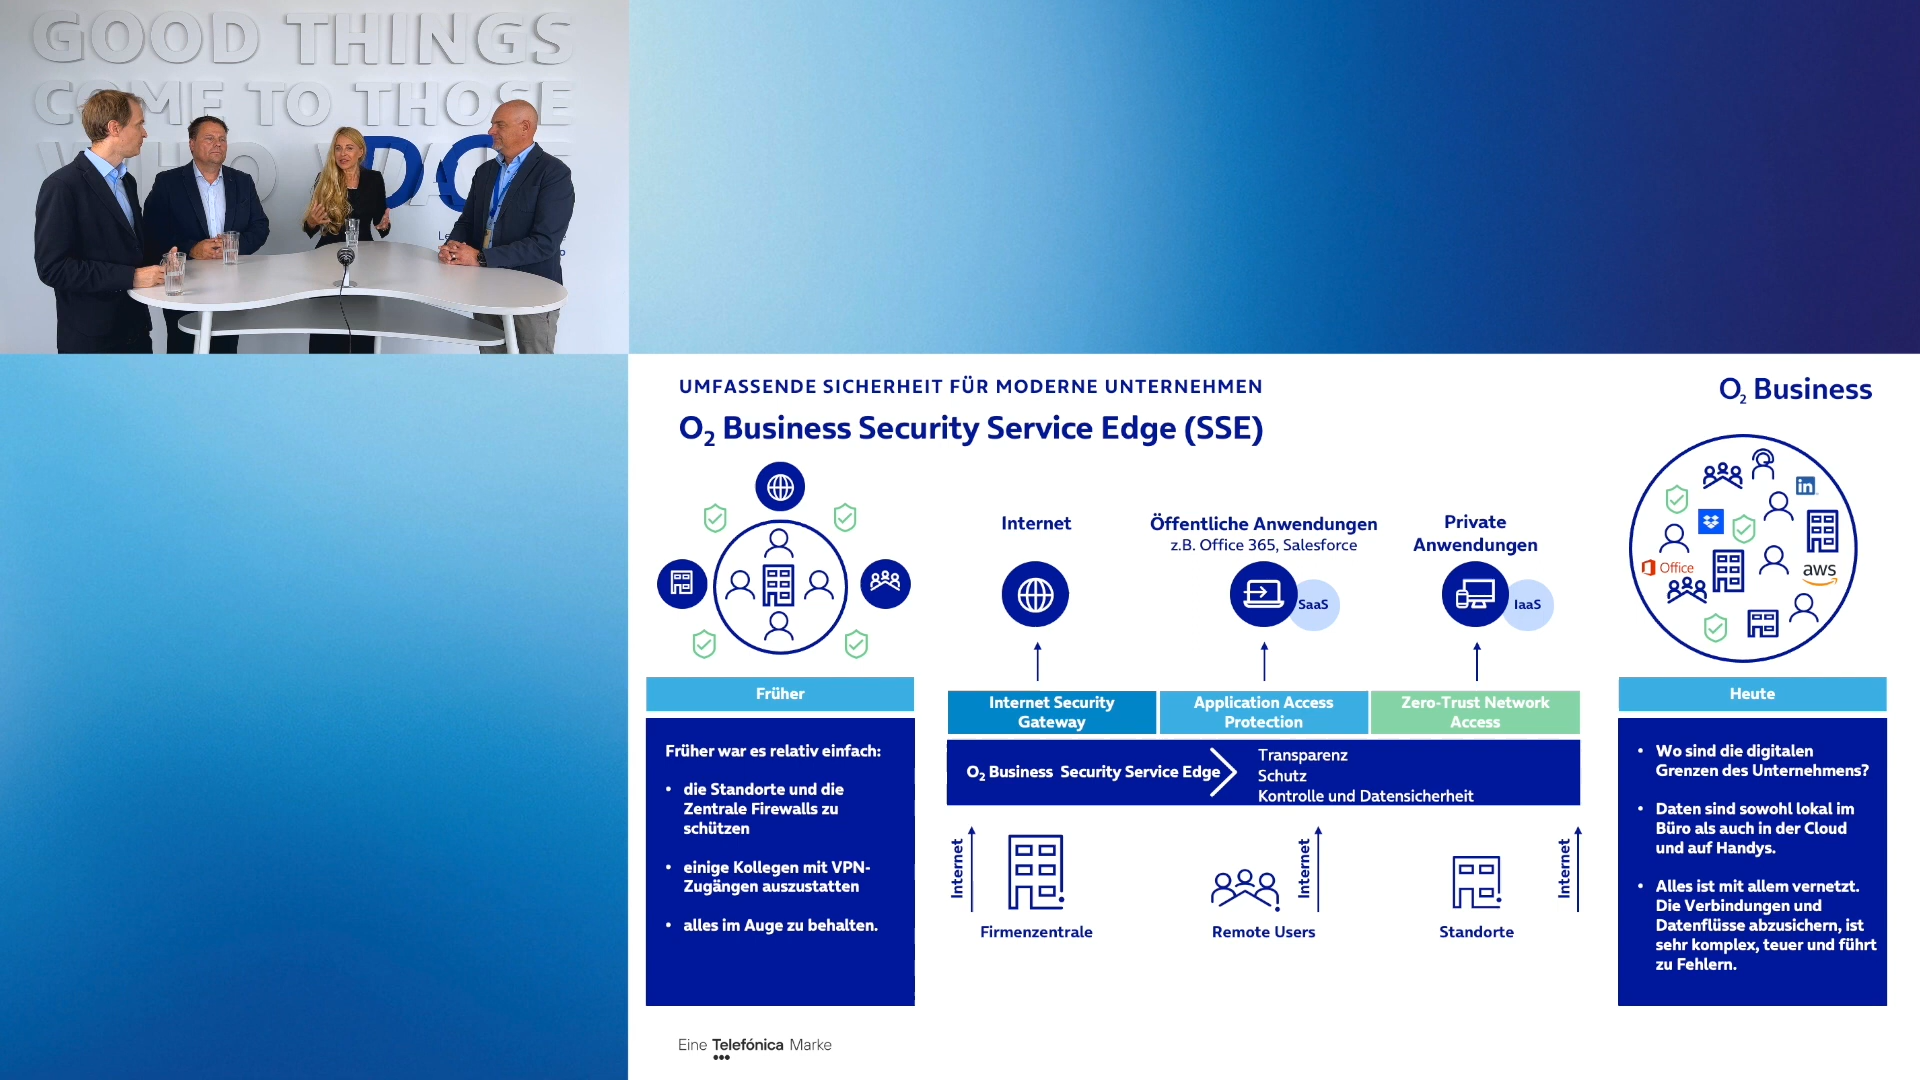 GOOD THINGS
COME TO THOSE
WHO
DO
UMFASSENDE SICHERHEIT FÜR MODERNE UNTERNEHMEN
O₂ Business Security Service Edge (SSE)
O₂ Business
Früher
Früher war es relativ einfach:
• die Standorte und die
Zentrale Firewalls zu
schützen
• einige Kollegen mit VPN-
Zugängen auszustatten
• alles im Auge zu behalten.
Internet
Öffentliche Anwendungen
z.B. Office 365, Salesforce
SaaS
Private
Anwendungen
IaaS
Internet Security
Gateway
Application Access
Protection
Zero-Trust Network
Access
O₂ Business Security Service Edge
Transparenz
Schutz
Kontrolle und Datensicherheit
Internet
Firmenzentrale
Internet
Remote Users
Internet
Standorte
in
Office
aws
Heute
• Wo sind die digitalen
Grenzen des Unternehmens?
• Daten sind sowohl lokal im
Büro als auch in der Cloud
und auf Handys.
• Alles ist mit allem vernetzt.
Die Verbindungen und
Datenflüsse abzusichern, ist
sehr komplex, teuer und führt
zu Fehlern.
Eine Telefónica Marke